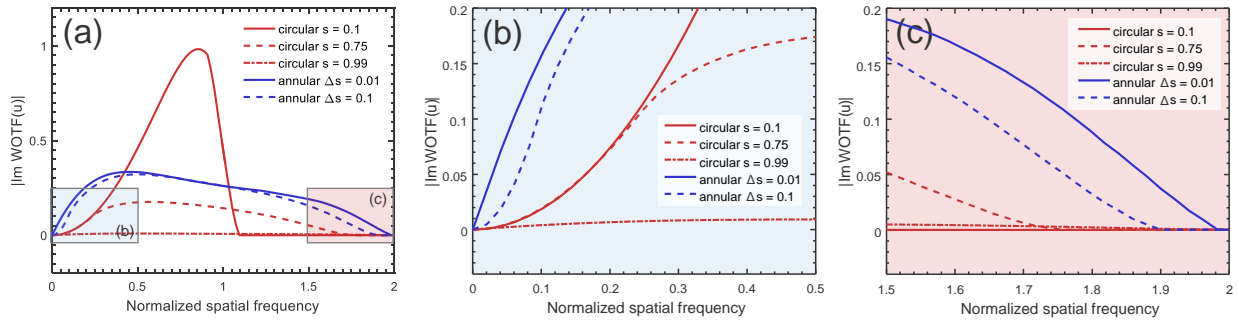 (a)
circular s = 0.1
circular s = 0.75
circular s = 0.99
annular Δs = 0.01
annular Δs = 0.1
(c)
(b)
1
0.5
0
0 0.5 1 1.5 2
|Im WOTF(u)|
Normalized spatial frequency
(b)
circular s = 0.1
circular s = 0.75
circular s = 0.99
annular Δs = 0.01
annular Δs = 0.1
0.2
0.15
0.1
0.05
0
0 0.1 0.2 0.3 0.4 0.5
|Im WOTF(u)|
Normalized spatial frequency
(c)
circular s = 0.1
circular s = 0.75
circular s = 0.99
annular Δs = 0.01
annular Δs = 0.1
0.2
0.15
0.1
0.05
0
1.5 1.6 1.7 1.8 1.9 2
|Im WOTF(u)|
Normalized spatial frequency